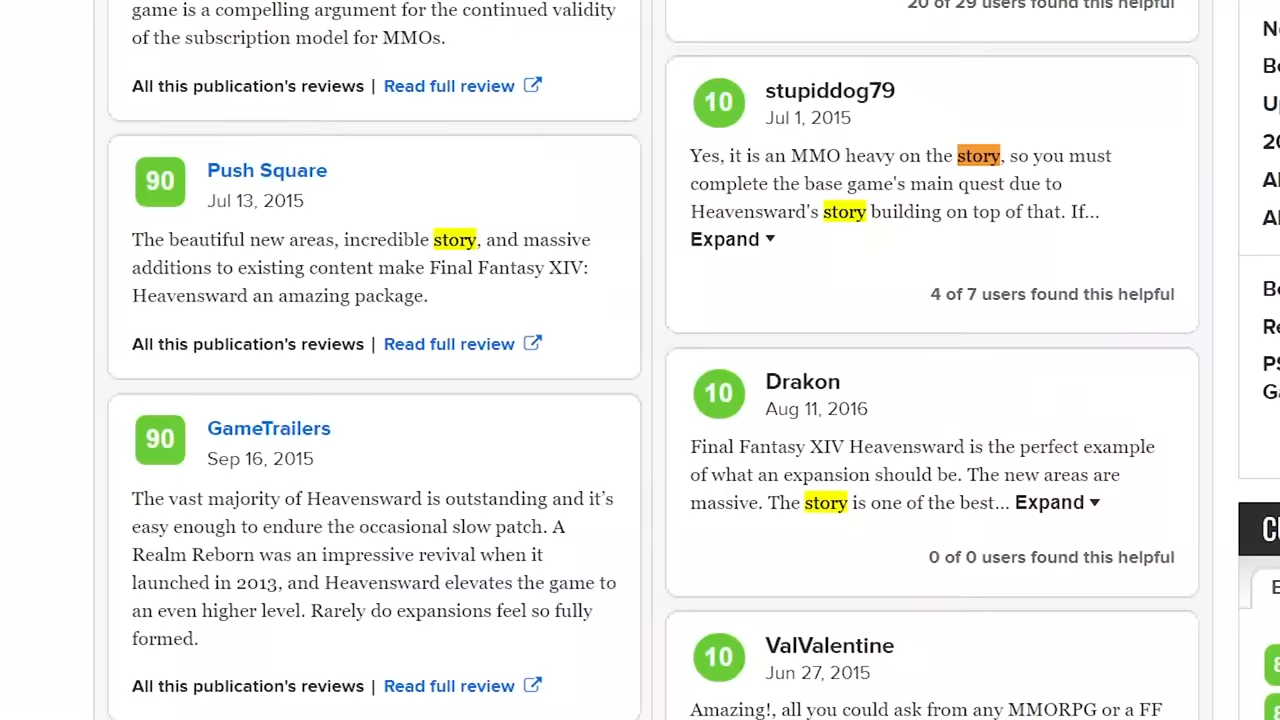 game is a compelling argument for the continued validity
of the subscription model for MMOs.
All this publication's reviews | Read full review
90
Push Square
Jul 13, 2015
The beautiful new areas, incredible story, and massive
additions to existing content make Final Fantasy XIV:
Heavensward an amazing package.
All this publication's reviews | Read full review
90
GameTrailers
Sep 16, 2015
The vast majority of Heavensward is outstanding and it's
easy enough to endure the occasional slow patch. A
Realm Reborn was an impressive revival when it
launched in 2013, and Heavensward elevates the game to
an even higher level. Rarely do expansions feel so fully
formed.
All this publication's reviews | Read full review
20 of 29 users found this helpful
10
stupiddog79
Jul 1, 2015
Yes, it is an MMO heavy on the story, so you must
complete the base game's main quest due to
Heavensward's story building on top of that. If...
Expand
4 of 7 users found this helpful
10
Drakon
Aug 11, 2016
Final Fantasy XIV Heavensward is the perfect example
of what an expansion should be. The new areas are
massive. The story is one of the best... Expand
0 of 0 users found this helpful
10
ValValentine
Jun 27, 2015
Amazing!, all you could ask from any MMORPG or a FF